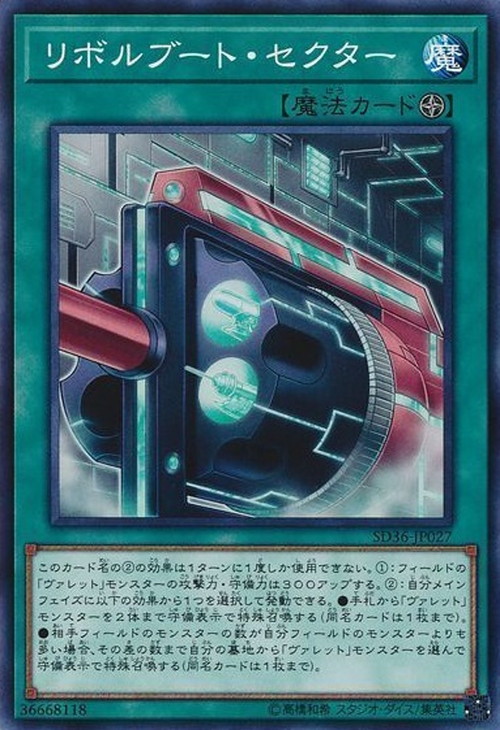 リボルブート・セクター
魔
【魔法カード】
SD36-JP027
このカード名の②の効果は1ターンに1度しか使用できない。①：フィールドの
「ヴァレット」モンスターの攻撃力・守備力は300アップする。②：自分メイン
フェイズに以下の効果から1つを選択して発動できる。●手札から「ヴァレット」
モンスターを2体まで守備表示で特殊召喚する（同名カードは1枚まで）。
●相手フィールドのモンスターの数が自分フィールドのモンスターよりも
多い場合、その差の数まで自分の墓地から「ヴァレット」モンスターを選んで
守備表示で特殊召喚する（同名カードは1枚まで）。
36668118
©高橋和希 スタジオ・ダイス/集英社